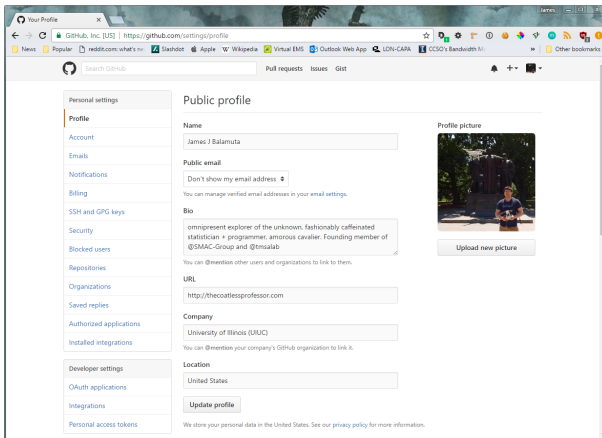 Your Profile
James
GitHub, Inc. [US] | https://github.com/settings/profile
News Popular reddit.com: what's ne Slashdot Apple W Wikipedia Virtual EMS Outlook Web App LON-CAPA CCSO's Bandwidth M » Other bookmarks
Search GitHub Pull requests Issues Gist
Personal settings
Profile
Account
Emails
Notifications
Billing
SSH and GPG keys
Security
Blocked users
Repositories
Organizations
Saved replies
Authorized applications
Installed integrations
Developer settings
OAuth applications
Integrations
Personal access tokens
Public profile
Name
James J Balamuta
Public email
Don't show my email address
You can manage verified email addresses in your email settings.
Bio
omnipresent explorer of the unknown. fashionably caffeinated
statistician + programmer. amorous cavalier. Founding member of
@SMAC-Group and @tmsalab
You can @mention other users and organizations to link to them.
URL
http://thecoatlessprofessor.com
Company
University of Illinois (UIUC)
You can @mention your company's GitHub organization to link it.
Location
United States
Update profile
We store your personal data in the United States. See our privacy policy for more information.
Profile picture
Upload new picture